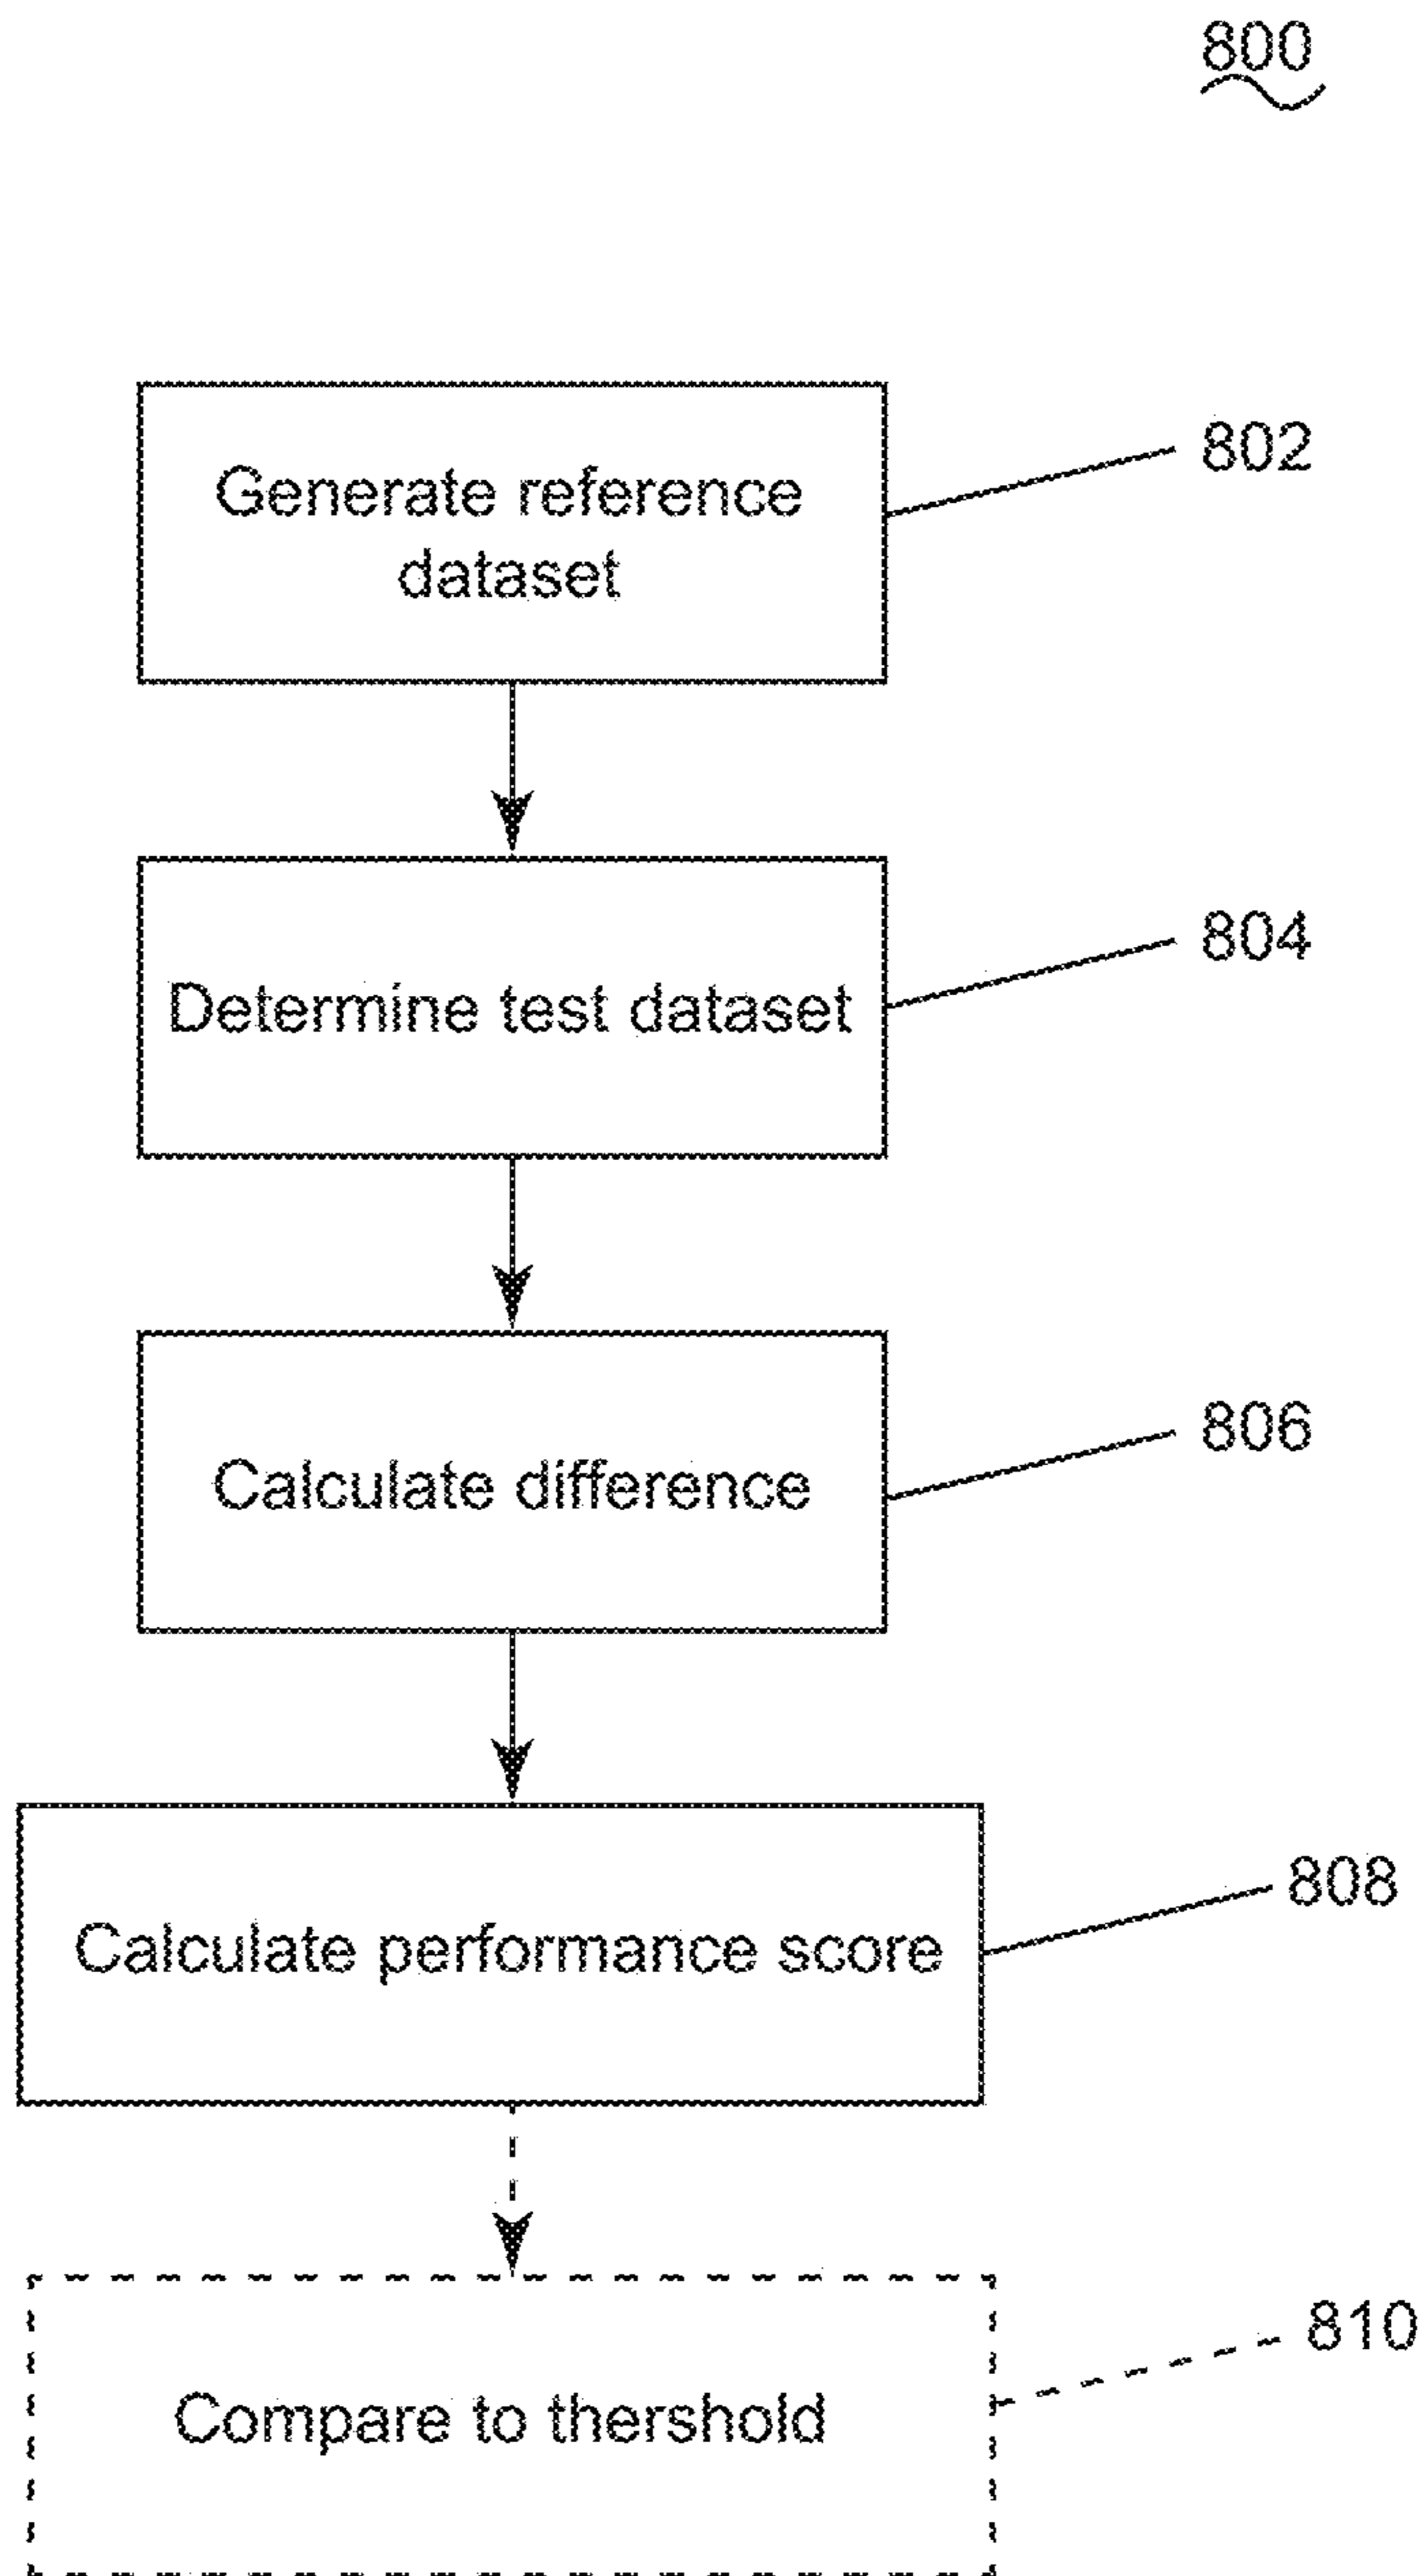 800
Generate reference
dataset
802
Determine test dataset
804
Calculate difference
806
Calculate performance score
808
Compare to thershold
810